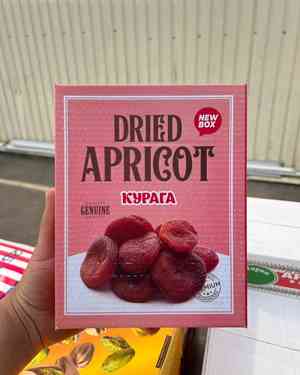 NEW
BOX
DRIED
APRICOT
КУРАГА
GENUINE